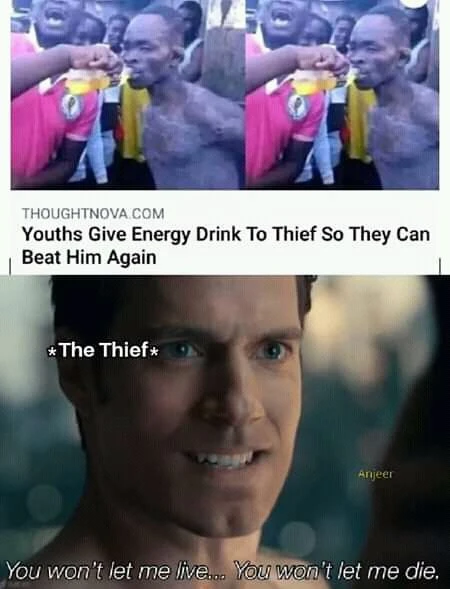 THOUGHTNOVA.COM
Youths Give Energy Drink To Thief So They Can
Beat Him Again
*The Thief*
Anjeer
You won't let me live... You won't let me die.